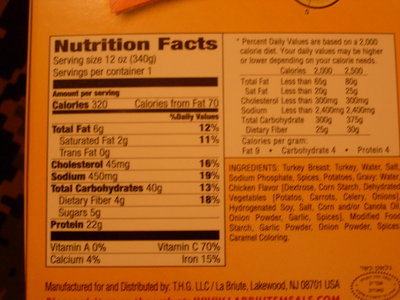 Nutrition Facts
Serving size 12 oz (340g)
Servings per container 1
Amount per serving
Calories 320 Calories from Fat 70
%Daily Values
Total Fat 6g 12%
Saturated Fat 2g 11%
Trans Fat 0g
Cholesterol 45mg 16%
Sodium 450mg 19%
Total Carbohydrates 40g 13%
Dietary Fiber 4g 18%
Sugars 5g
Protein 22g
Vitamin A 0% Vitamin C 70%
Calcium 4% Iron 15%
* Percent Daily Values are based on a 2,000
calorie diet. Your daily values may be higher
or lower depending on your calorie needs.
Calories 2,000 2,500
Total Fat Less than 65g 80g
Sat Fat Less than 20g 25g
Cholesterol Less than 300mg 300mg
Sodium Less than 2,400mg 2,400mg
Total Carbohydrate 300g 375g
Dietary Fiber 25g 30g
Calories per gram:
Fat 9 • Carbohydrate 4 • Protein 4
INGREDIENTS: Turkey Breast, Turkey, Water, Salt,
Sodium Phosphate, Spices, Potatoes, Gravy: Water,
Chicken Flavor [Dextrose, Corn Starch, Dehydrated
Vegetables [Potatos, Carrots, Celery, Onions],
Hydrogenated Soy, Corn and/or Canola Oil,
Onion Powder, Garlic, Spices], Modified Food
Starch, Garlic Powder, Onion Powder, Spices,
Caramel Coloring.
Manufactured for and Distributed by: T.H.G. LLC / La Briute, Lakewood, NJ 08701 USA